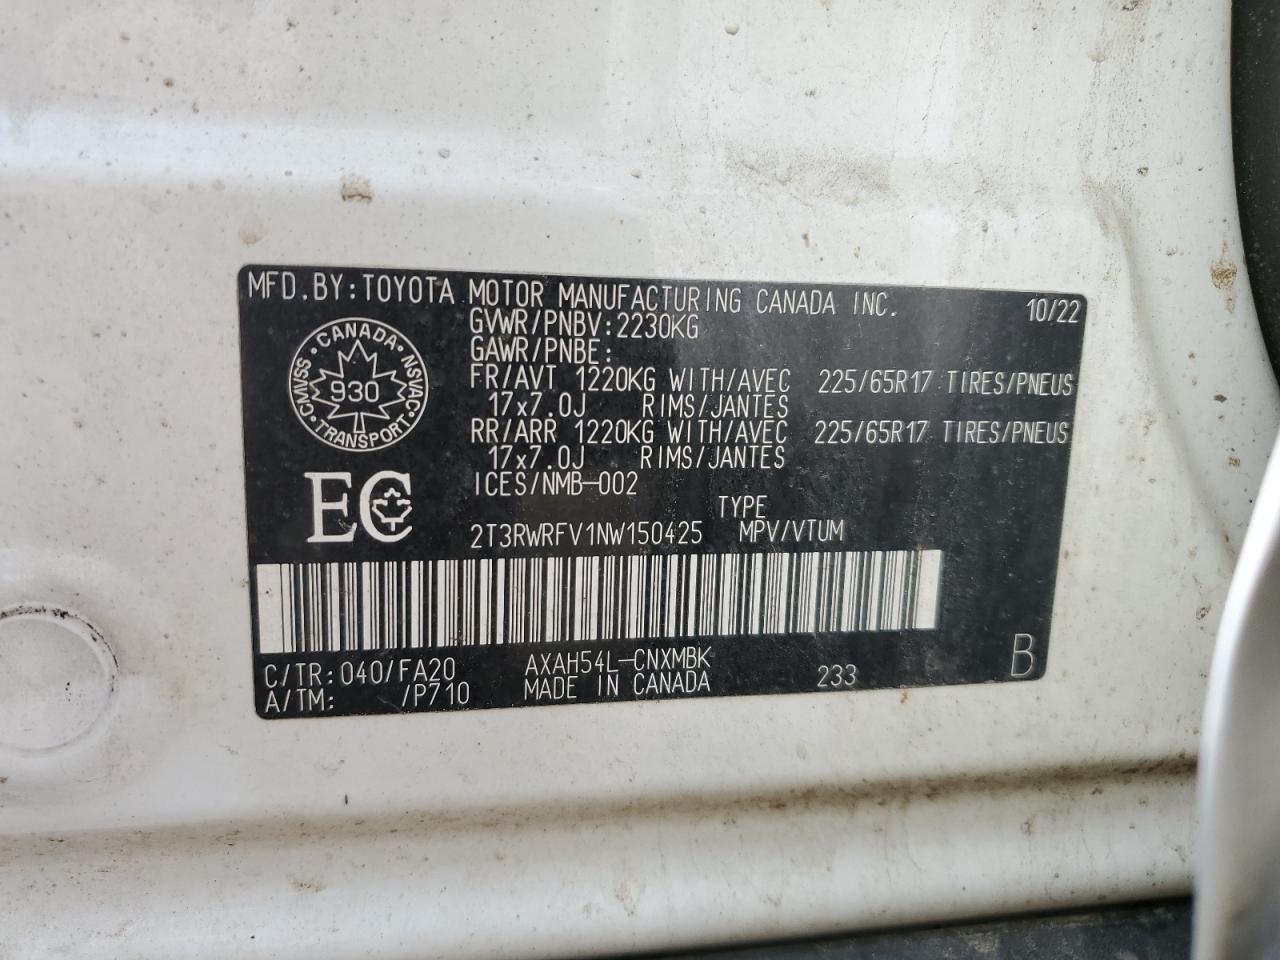 MFD.BY:TOYOTA MOTOR MANUFACTURING CANADA INC. 10/22
GVWR/PNBV:2230KG
GAWR/PNBE:
FR/AVT 1220KG WITH/AVEC 225/65R17 TIRES/PNEUS
17x7.0J RIMS/JANTES
RR/ARR 1220KG WITH/AVEC 225/65R17 TIRES/PNEUS
17x7.0J RIMS/JANTES
ICES/NMB-002
CANADA · NSVAC · TRANSPORT · CMVSS ·
930
EC
TYPE
2T3RWRFV1NW150425 MPV/VTUM
C/TR:040/FA20 AXAH54L-CNXMBK
A/TM: /P710 MADE IN CANADA 233 B